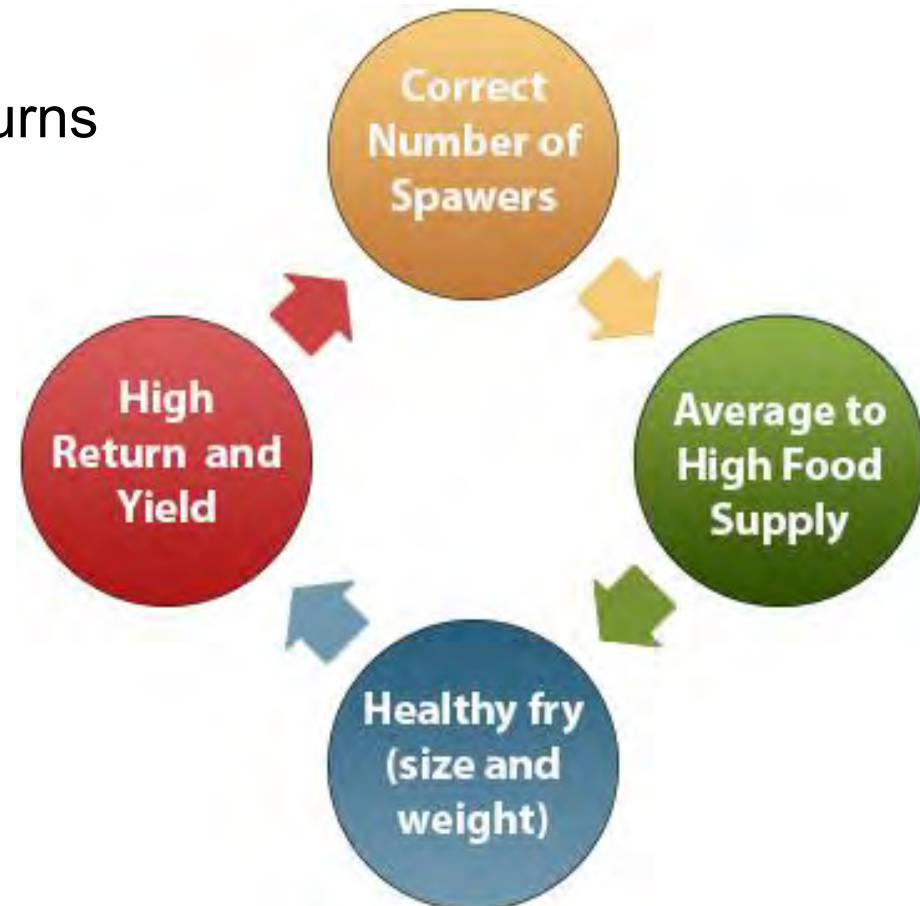 urns
Correct
Number of
Spawers
Average to
High Food
Supply
Healthy fry
(size and
weight)
High
Return and
Yield